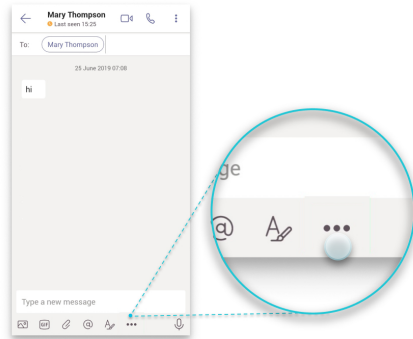 Mary Thompson
Last seen 15:25
To: Mary Thompson
25 June 2019 07:08
hi
Type a new message
GIF
@
A
ge
@
A